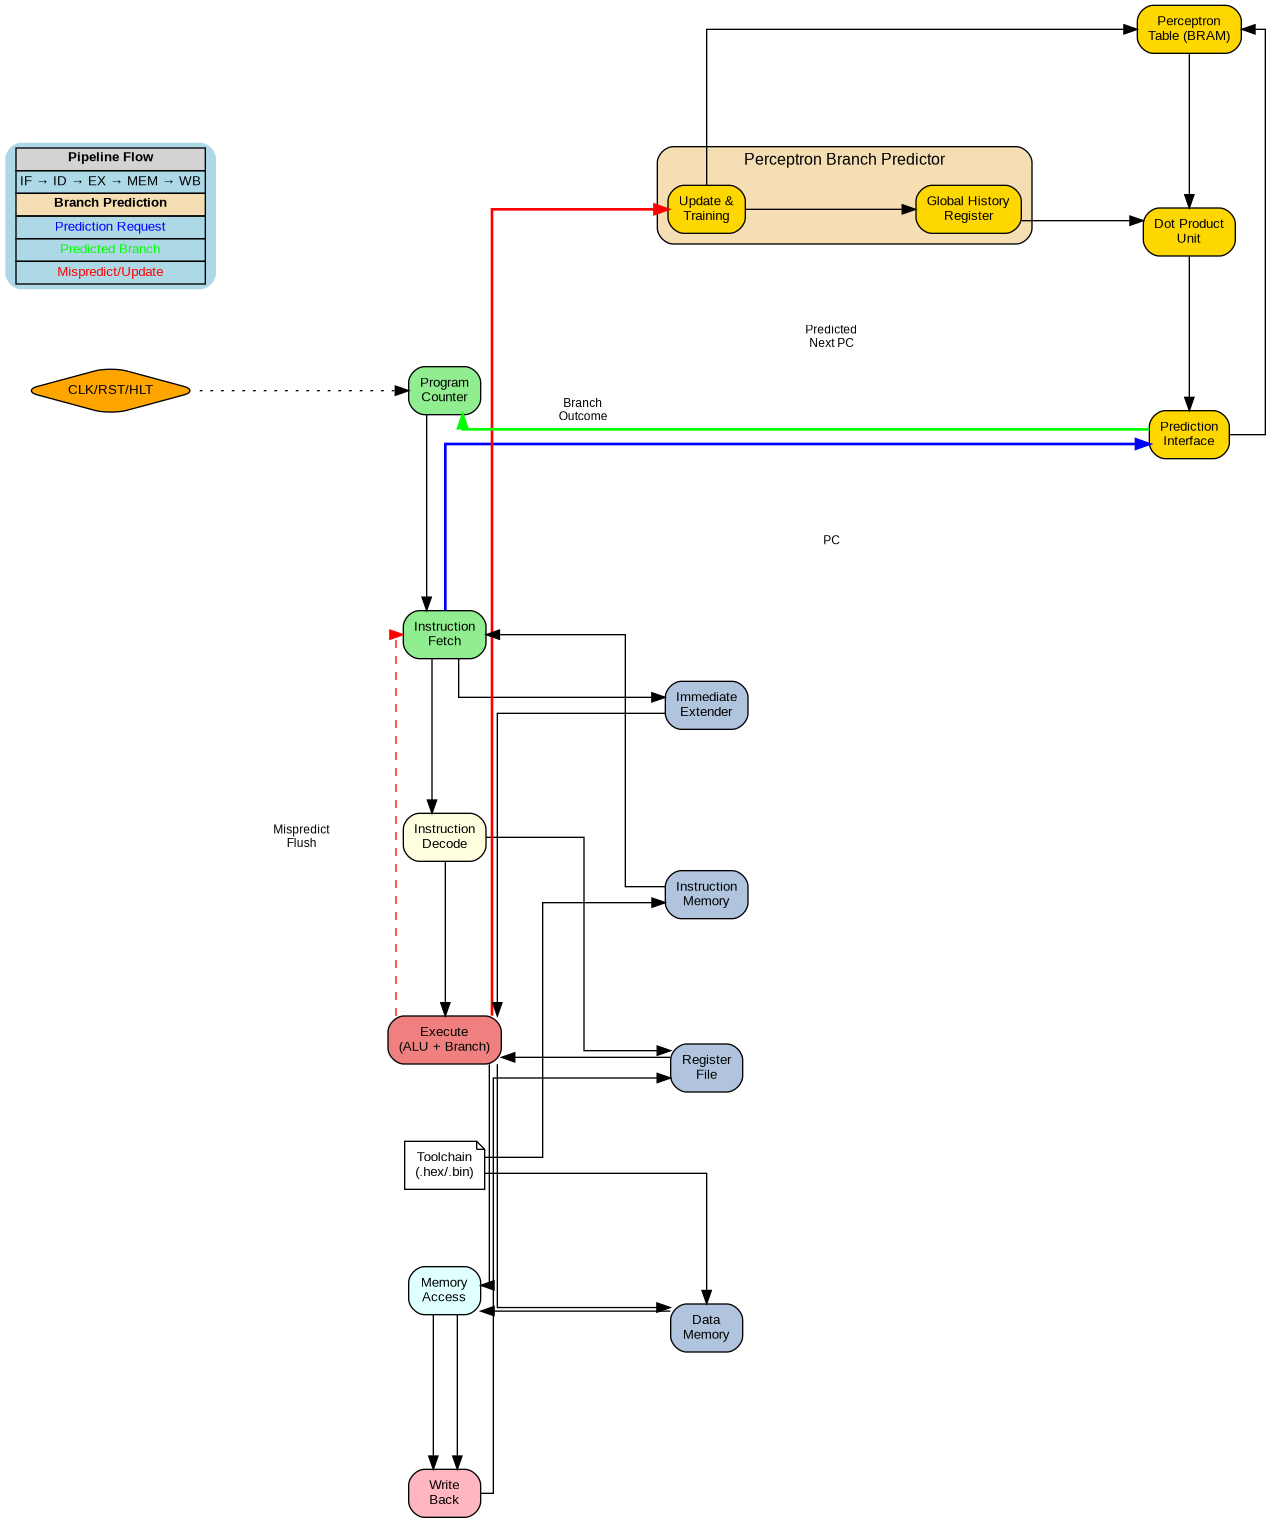 Perceptron
Table (BRAM)
Pipeline Flow
IF → ID → EX → MEM → WB
Branch Prediction
Prediction Request
Predicted Branch
Mispredict/Update
Perceptron Branch Predictor
Update &
Training
Global History
Register
Dot Product
Unit
Predicted
Next PC
CLK/RST/HLT
Program
Counter
Branch
Outcome
Prediction
Interface
PC
Instruction
Fetch
Immediate
Extender
Mispredict
Flush
Instruction
Decode
Instruction
Memory
Execute
(ALU + Branch)
Register
File
Toolchain
(.hex/.bin)
Memory
Access
Data
Memory
Write
Back